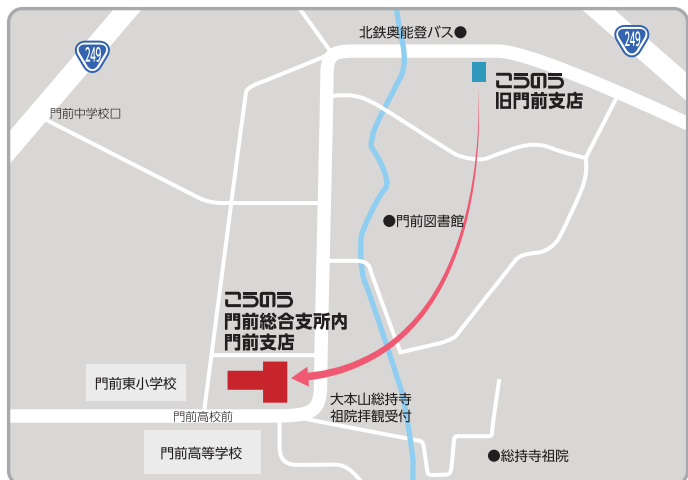 北鉄奥能登バス●
249
249
こうのう
旧門前支店
門前中学校口
●門前図書館
こうのう
門前総合支所内
門前支店
門前東小学校
大本山総持寺
祖院拝観受付
門前高校前
門前高等学校
●総持寺祖院